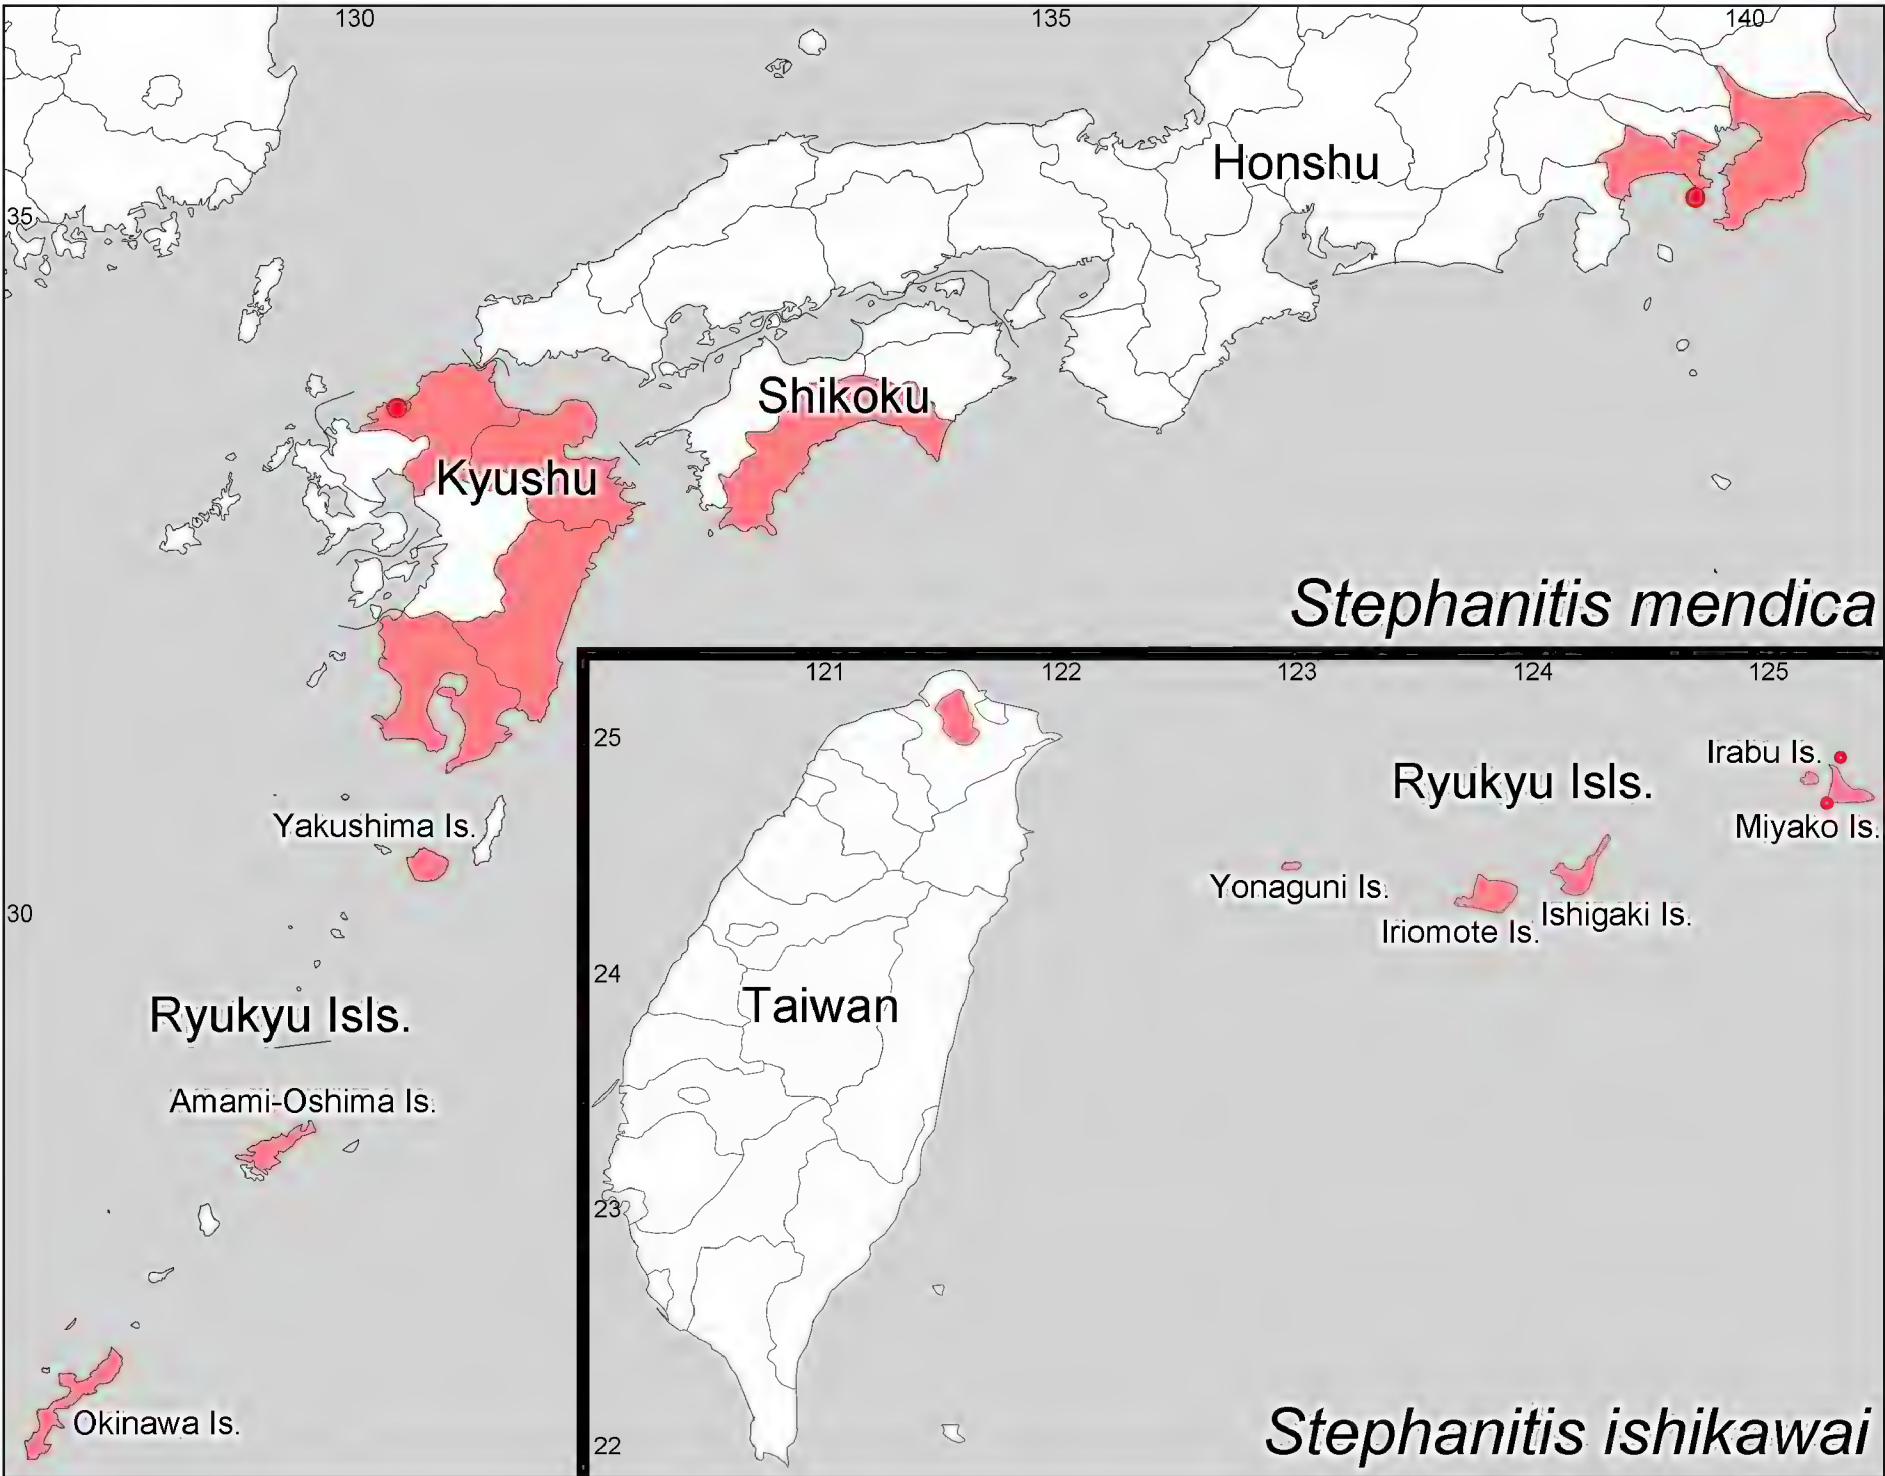 130
135
140
35
Honshu
Shikoku
Kyushu
Stephanitis mendica
121
122
123
124
125
25
Irabu Is.
Ryukyu Isls.
Yakushima Is.
Miyako Is.
Yonaguni Is.
Ishigaki Is.
Iriomote Is.
30
24
Ryukyu Isls.
Taiwan
Amami-Oshima Is.
23
Okinawa Is.
Stephanitis ishikawai
22